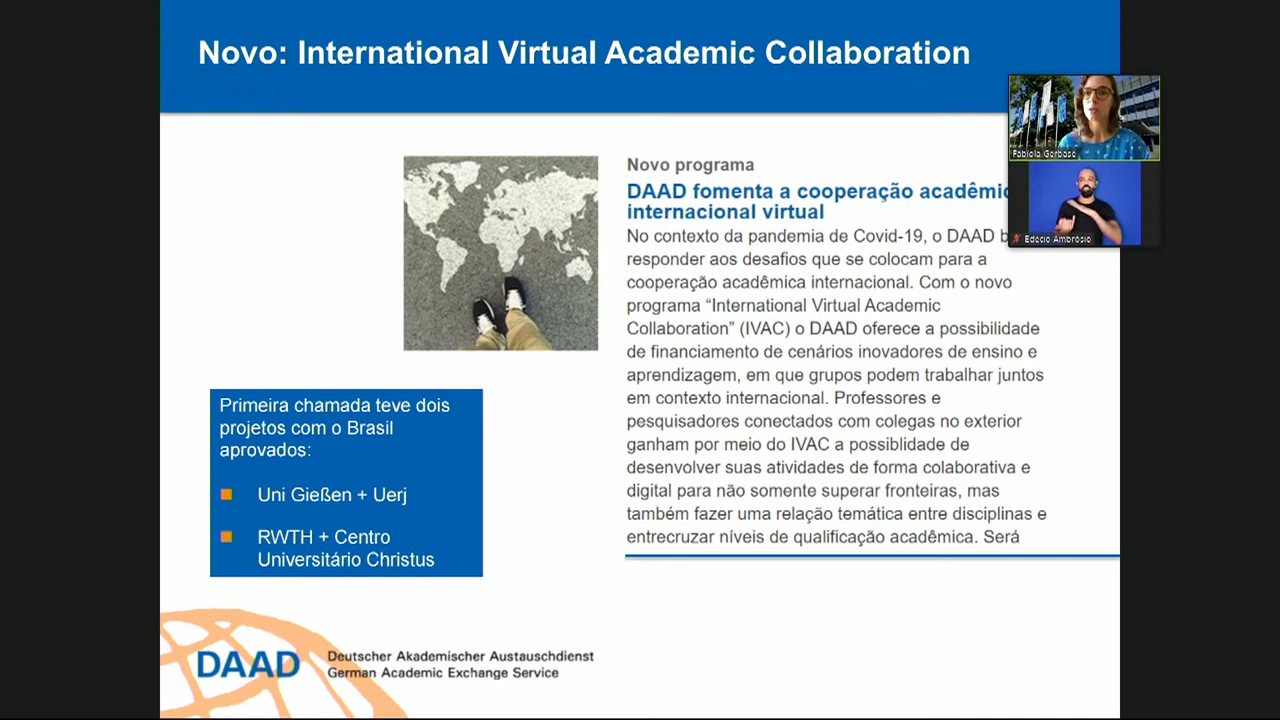 Novo: International Virtual Academic Collaboration
Fabíola Gerbase
Edecio Ambrósio
Novo programa
DAAD fomenta a cooperação acadêmic
internacional virtual
No contexto da pandemia de Covid-19, o DAAD b
responder aos desafios que se colocam para a
cooperação acadêmica internacional. Com o novo
programa “International Virtual Academic
Collaboration” (IVAC) o DAAD oferece a possibilidade
de financiamento de cenários inovadores de ensino e
aprendizagem, em que grupos podem trabalhar juntos
em contexto internacional. Professores e
pesquisadores conectados com colegas no exterior
ganham por meio do IVAC a possiblidade de
desenvolver suas atividades de forma colaborativa e
digital para não somente superar fronteiras, mas
também fazer uma relação temática entre disciplinas e
entrecruzar níveis de qualificação acadêmica. Será
Primeira chamada teve dois
projetos com o Brasil
aprovados:
Uni Gießen + Uerj
RWTH + Centro
Universitário Christus
DAAD
Deutscher Akademischer Austauschdienst
German Academic Exchange Service